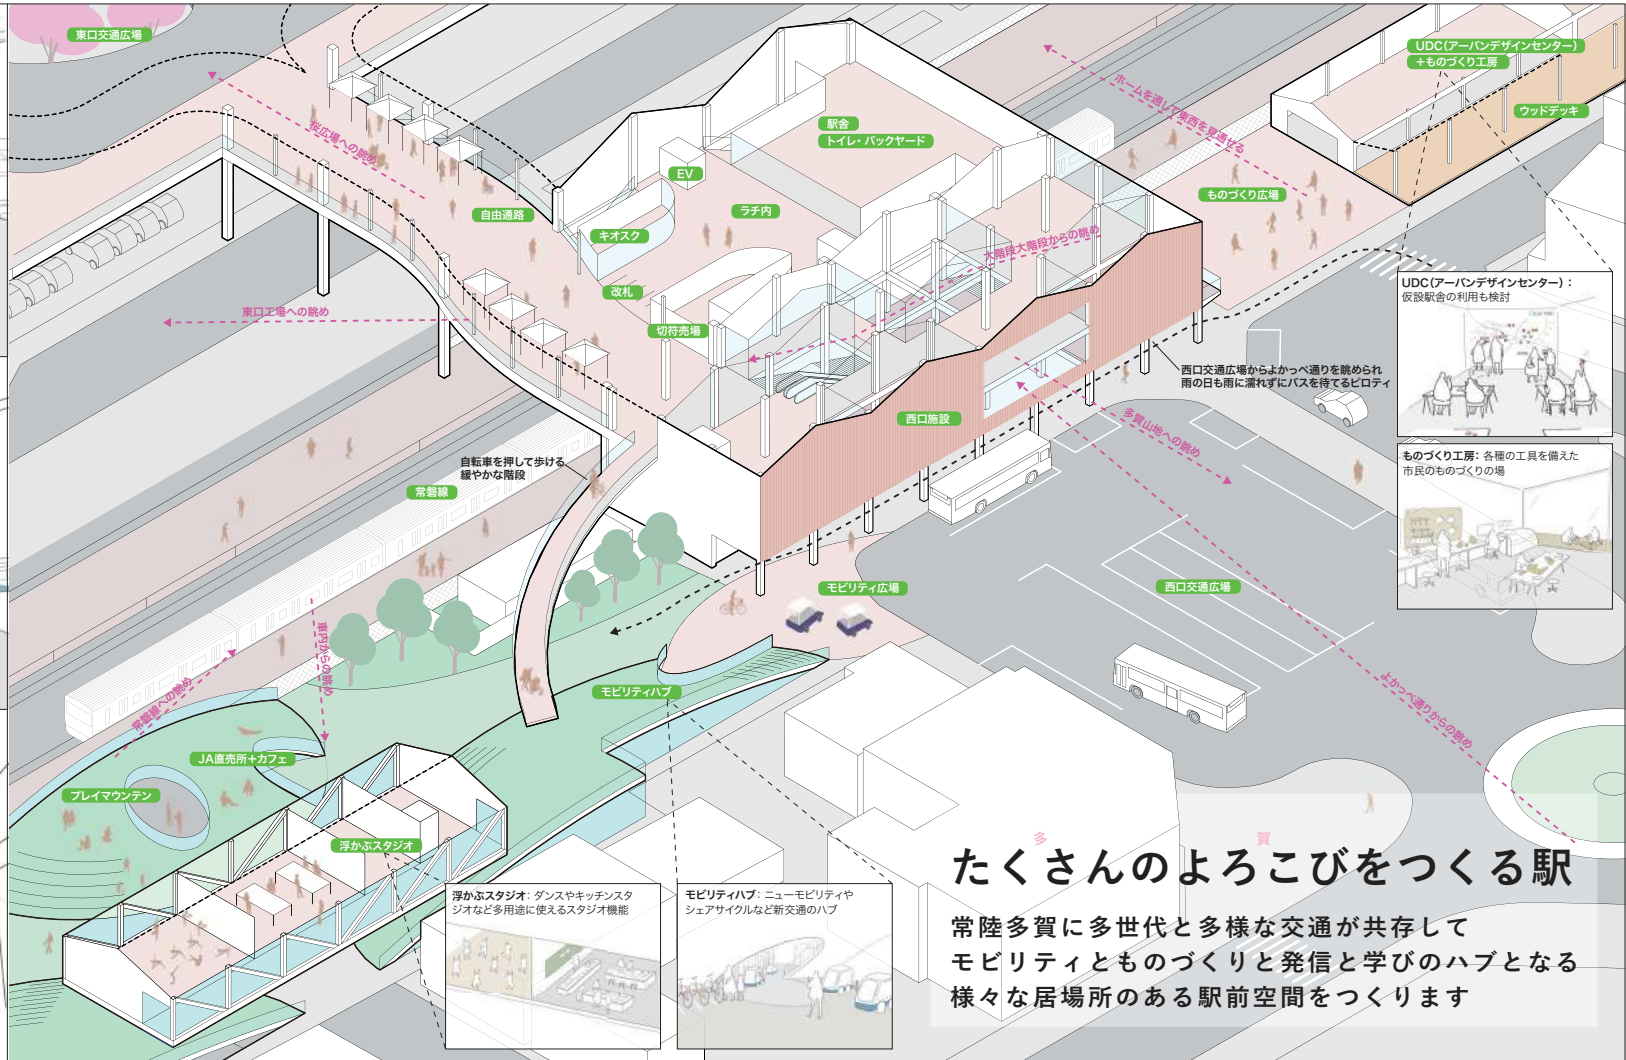 東口交通広場
桜広場への眺め
自由通路
東口工場への眺め
駅舎
トイレ・バックヤード
EV
ラチ内
キオスク
改札
切符売場
大階段大階段からの眺め
ホームを通して東西を見通せる
UDC(アーバンデザインセンター)
+ものづくり工房
ウッドデッキ
ものづくり広場
UDC(アーバンデザインセンター):
仮設駅舎の利用も検討
西口交通広場からよかっぺ通りを眺められ
雨の日も雨に濡れずにバスを待てるピロティ
西口施設
多賀山地への眺め
ものづくり工房: 各種の工具を備えた
市民のものづくりの場
自転車を押して歩ける
緩やかな階段
常磐線
モビリティ広場
西口交通広場
車内からの眺め
常磐線への眺め
モビリティハブ
よかっぺ通りからの眺め
JA直売所+カフェ
プレイマウンテン
浮かぶスタジオ
浮かぶスタジオ: ダンスやキッチンスタ
ジオなど多用途に使えるスタジオ機能
モビリティハブ: ニューモビリティや
シェアサイクルなど新交通のハブ
多 賀
たくさんのよろこびをつくる駅
常陸多賀に多世代と多様な交通が共存して
モビリティとものづくりと発信と学びのハブとなる
様々な居場所のある駅前空間をつくります